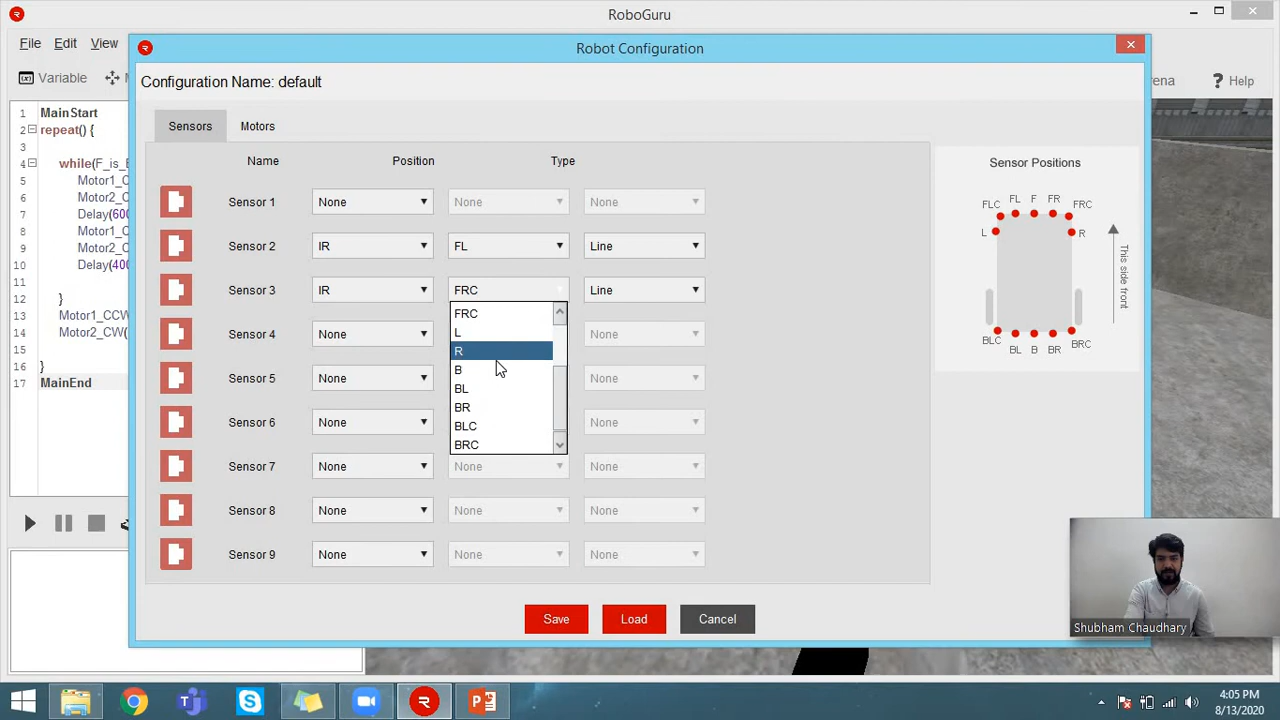 RoboGuru
File Edit View
Variable
Help
1 MainStart
2 repeat() {
3
4 while(F_is_
5 Motor1_C
6 Motor2_C
7 Delay(600
8 Motor1_C
9 Motor2_C
10 Delay(400
11
12 }
13 Motor1_CCW
14 Motor2_CW(
15
16 }
17 MainEnd
Robot Configuration
Configuration Name: default
Sensors Motors
Name Position Type
Sensor 1 None None None
Sensor 2 IR FL Line
Sensor 3 IR FRC Line
FRC
L
R
B
BL
BR
BLC
BRC
Sensor 4 None None
Sensor 5 None None
Sensor 6 None None
Sensor 7 None None None
Sensor 8 None None None
Sensor 9 None None None
Save Load Cancel
Sensor Positions
FLC FL F FR FRC
L R
This side front
BLC BL B BR BRC
Shubham Chaudhary
4:05 PM
8/13/2020